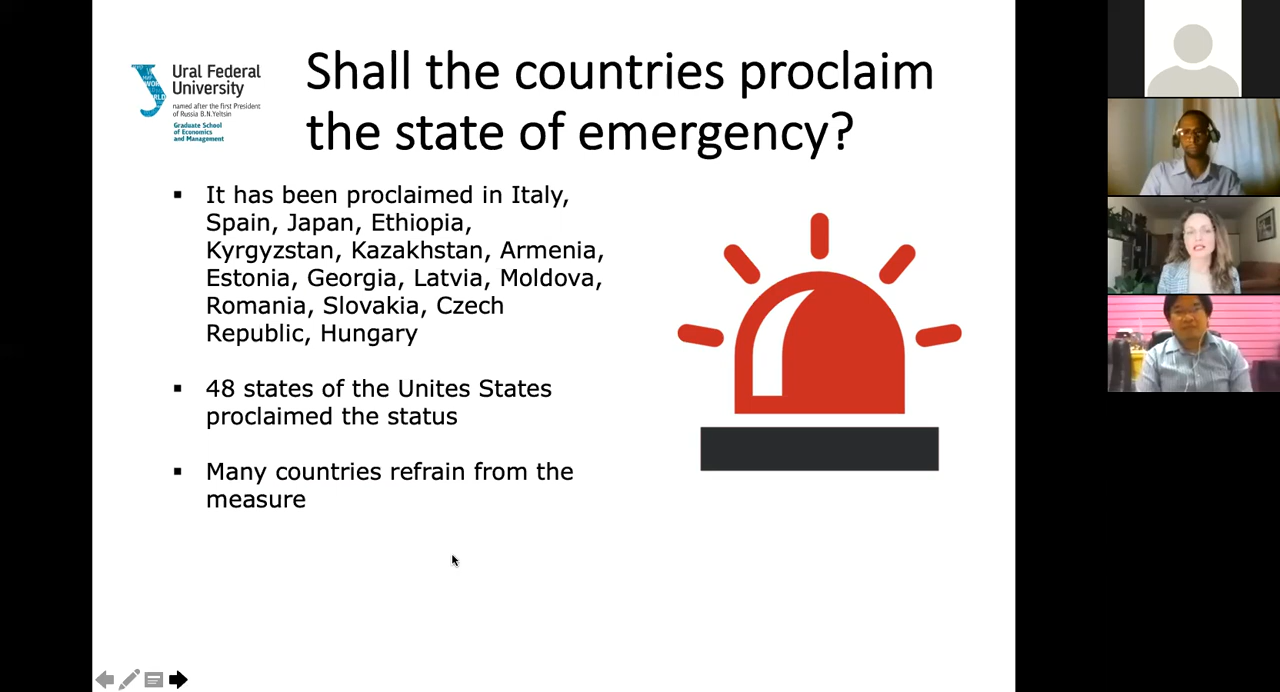 Ural Federal
University
named after the first President
of Russia B.N.Yeltsin
Graduate School
of Economics
and Management
Shall the countries proclaim
the state of emergency?
▪ It has been proclaimed in Italy,
Spain, Japan, Ethiopia,
Kyrgyzstan, Kazakhstan, Armenia,
Estonia, Georgia, Latvia, Moldova,
Romania, Slovakia, Czech
Republic, Hungary
▪ 48 states of the Unites States
proclaimed the status
▪ Many countries refrain from the
measure